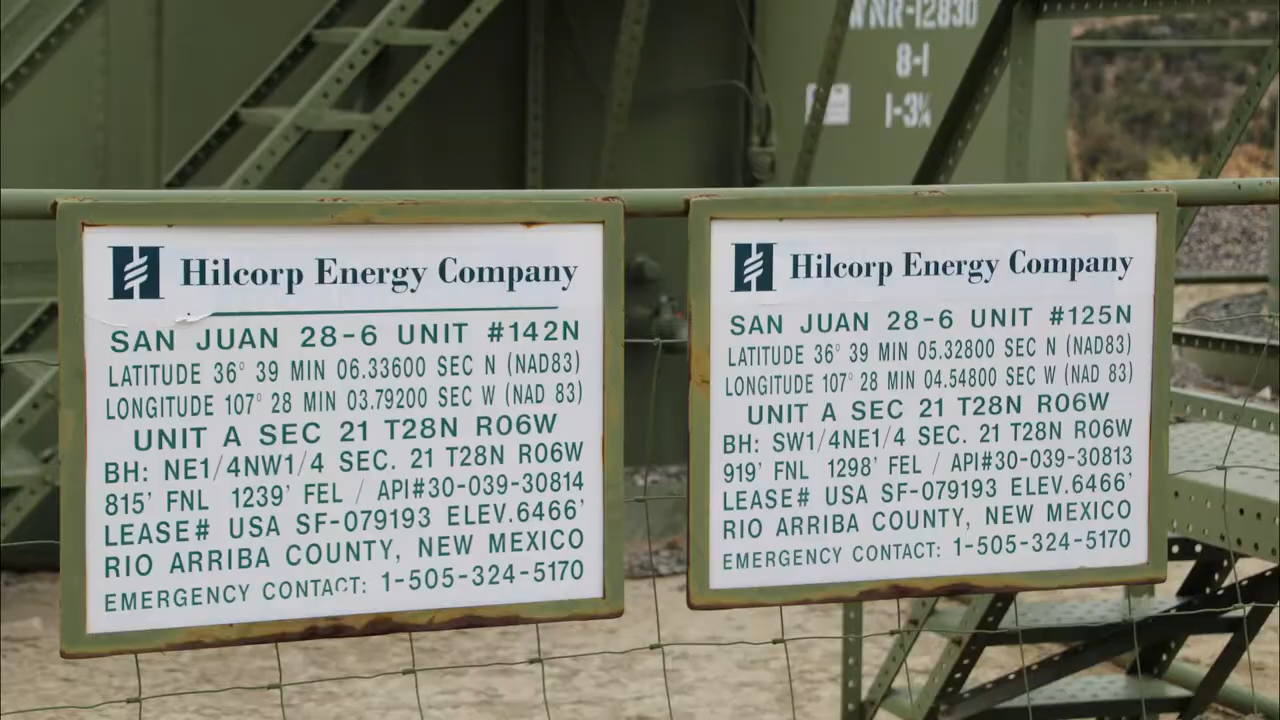 WNR-12830
8-1
1-3¼
Hilcorp Energy Company
SAN JUAN 28-6 UNIT #142N
LATITUDE 36° 39 MIN 06.33600 SEC N (NAD83)
LONGITUDE 107° 28 MIN 03.79200 SEC W (NAD 83)
UNIT A SEC 21 T28N R06W
BH: NE1/4NW1/4 SEC. 21 T28N R06W
815' FNL 1239' FEL / API#30-039-30814
LEASE# USA SF-079193 ELEV.6466'
RIO ARRIBA COUNTY, NEW MEXICO
EMERGENCY CONTACT: 1-505-324-5170
Hilcorp Energy Company
SAN JUAN 28-6 UNIT #125N
LATITUDE 36° 39 MIN 05.32800 SEC N (NAD83)
LONGITUDE 107° 28 MIN 04.54800 SEC W (NAD 83)
UNIT A SEC 21 T28N R06W
BH: SW1/4NE1/4 SEC. 21 T28N R06W
919' FNL 1298' FEL / API#30-039-30813
LEASE# USA SF-079193 ELEV.6466'
RIO ARRIBA COUNTY, NEW MEXICO
EMERGENCY CONTACT: 1-505-324-5170